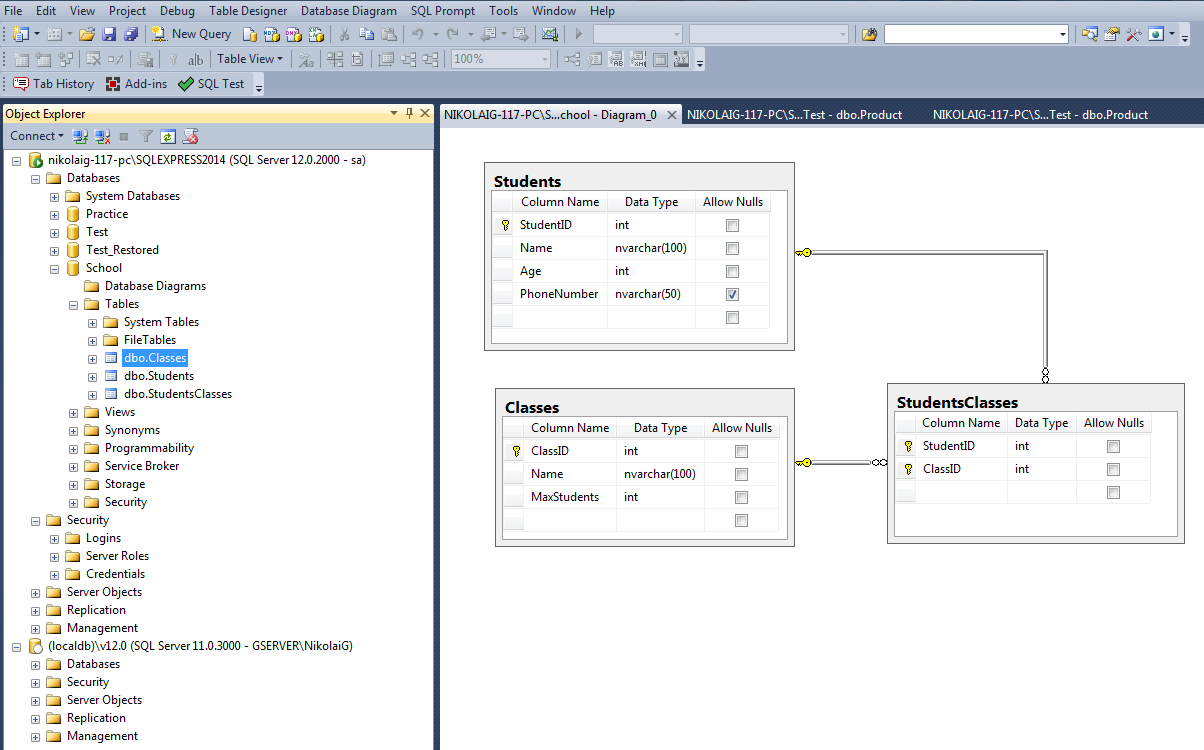 File Edit View Project Debug Table Designer Database Diagram SQL Prompt Tools Window Help
New Query
Table View 100%
Tab History Add-ins SQL Test
Object Explorer
Connect
nikolaig-117-pc\SQLEXPRESS2014 (SQL Server 12.0.2000 - sa)
Databases
System Databases
Practice
Test
Test_Restored
School
Database Diagrams
Tables
System Tables
FileTables
dbo.Classes
dbo.Students
dbo.StudentsClasses
Views
Synonyms
Programmability
Service Broker
Storage
Security
Security
Logins
Server Roles
Credentials
Server Objects
Replication
Management
(localdb)\v12.0 (SQL Server 11.0.3000 - GSERVER\NikolaiG)
Databases
Security
Server Objects
Replication
Management
NIKOLAIG-117-PC\S...chool - Diagram_0 NIKOLAIG-117-PC\S...Test - dbo.Product NIKOLAIG-117-PC\S...Test - dbo.Product
Students
Column Name Data Type Allow Nulls
StudentID int
Name nvarchar(100)
Age int
PhoneNumber nvarchar(50)
Classes
Column Name Data Type Allow Nulls
ClassID int
Name nvarchar(100)
MaxStudents int
StudentsClasses
Column Name Data Type Allow Nulls
StudentID int
ClassID int